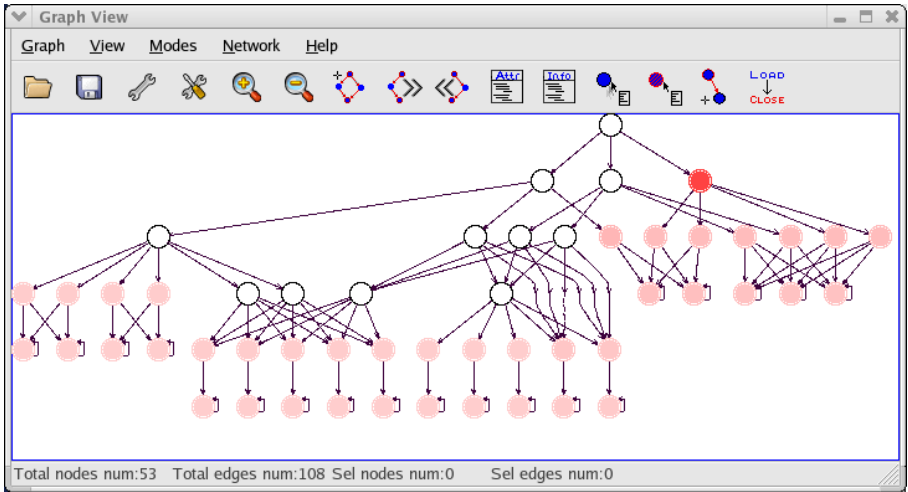 Graph View
Graph View Modes Network Help
Attr Info LOAD
CLOSE
Total nodes num:53 Total edges num:108 Sel nodes num:0 Sel edges num:0